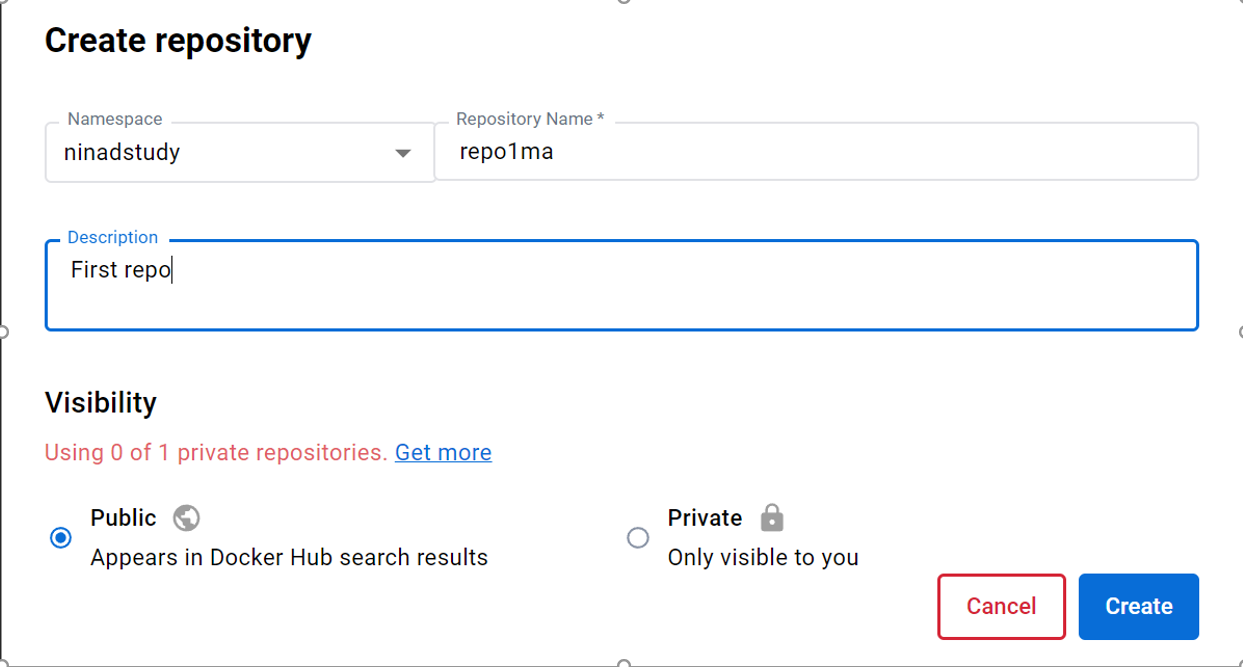 Create repository
Namespace
Repository Name *
ninadstudy
repo1ma
Description
First repo
Visibility
Using 0 of 1 private repositories. Get more
Public
Appears in Docker Hub search results
Private
Only visible to you
Cancel
Create